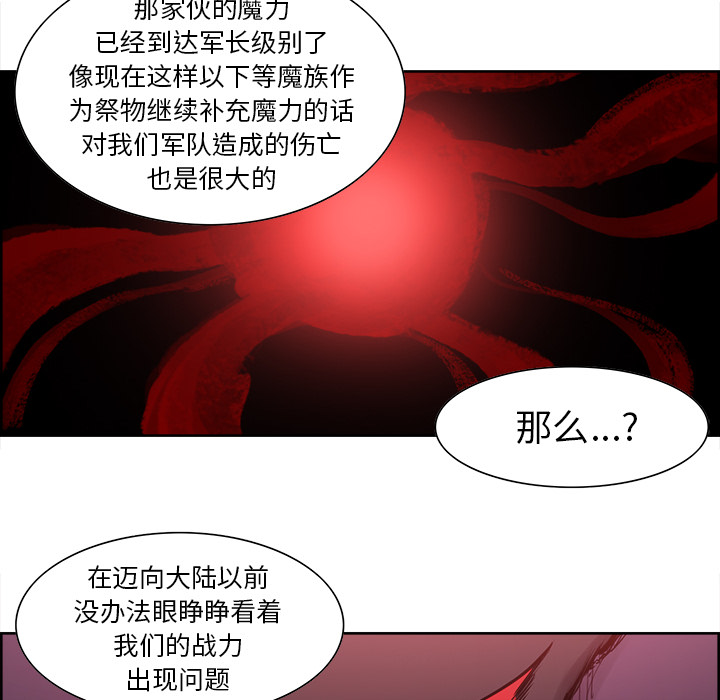 那家伙的魔力
已经到达军长级别了
像现在这样以下等魔族作
为祭物继续补充魔力的话
对我们军队造成的伤亡
也是很大的
那么...?
在迈向大陆以前
没办法眼睁睁看着
我们的战力
出现问题